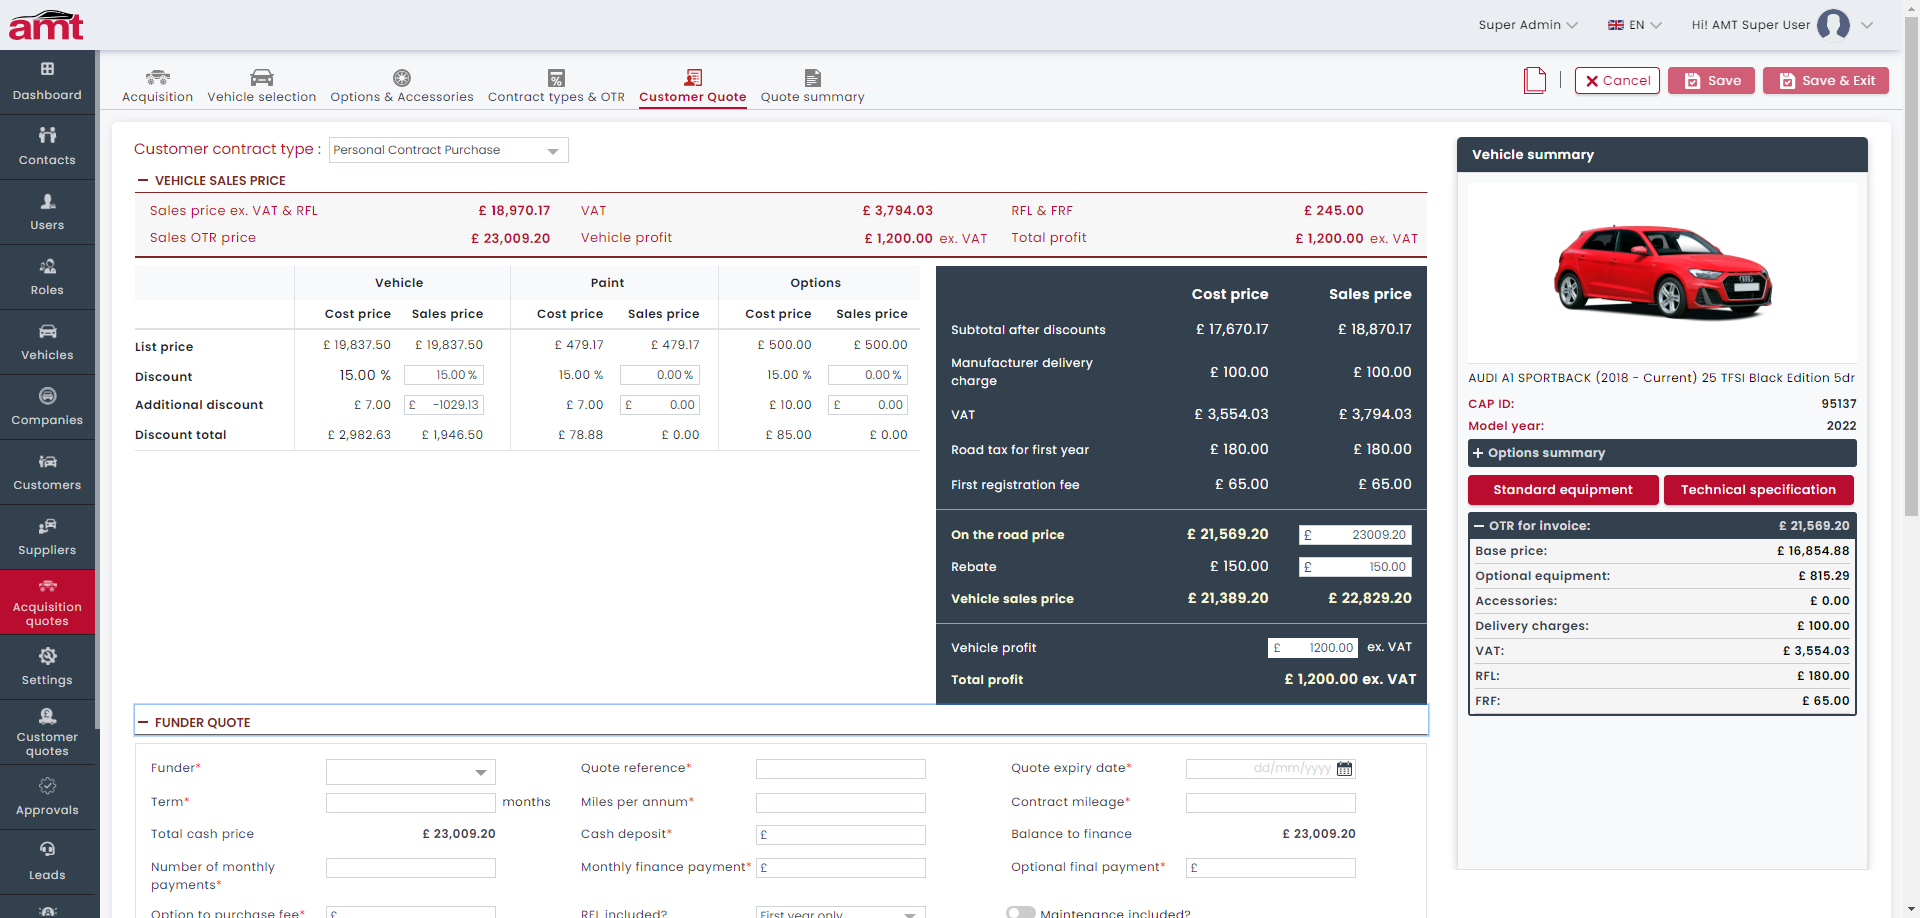 amt
Super Admin EN Hi! AMT Super User
Acquisition Vehicle selection Options & Accessories Contract types & OTR Customer Quote Quote summary Cancel Save Save & Exit
Dashboard
Contacts
Users
Roles
Vehicles
Companies
Customers
Suppliers
Acquisition quotes
Settings
Customer quotes
Approvals
Leads
Customer contract type : Personal Contract Purchase
VEHICLE SALES PRICE
Sales price ex. VAT & RFL £ 18,970.17 VAT £ 3,794.03 RFL & FRF £ 245.00
Sales OTR price £ 23,009.20 Vehicle profit £ 1,200.00 ex. VAT Total profit £ 1,200.00 ex. VAT
Vehicle Paint Options
Cost price Sales price Cost price Sales price Cost price Sales price
List price £ 19,837.50 £ 19,837.50 £ 479.17 £ 479.17 £ 500.00 £ 500.00
Discount 15.00 % 15.00 % 15.00 % 0.00 % 15.00 % 0.00 %
Additional discount £ 7.00 £ -1029.13 £ 7.00 £ 0.00 £ 10.00 £ 0.00
Discount total £ 2,982.63 £ 1,946.50 £ 78.88 £ 0.00 £ 85.00 £ 0.00
Cost price Sales price
Subtotal after discounts £ 17,670.17 £ 18,870.17
Manufacturer delivery charge £ 100.00 £ 100.00
VAT £ 3,554.03 £ 3,794.03
Road tax for first year £ 180.00 £ 180.00
First registration fee £ 65.00 £ 65.00
On the road price £ 21,569.20 £ 23009.20
Rebate £ 150.00 £ 150.00
Vehicle sales price £ 21,389.20 £ 22,829.20
Vehicle profit £ 1200.00 ex. VAT
Total profit £ 1,200.00 ex. VAT
FUNDER QUOTE
Funder* Quote reference* Quote expiry date* dd/mm/yyyy
Term* months Miles per annum* Contract mileage*
Total cash price £ 23,009.20 Cash deposit* £ Balance to finance £ 23,009.20
Number of monthly payments* Monthly finance payment* £ Optional final payment* £
Option to purchase fee* £ RFL included? First year only Maintenance included?
Vehicle summary
AUDI A1 SPORTBACK (2018 - Current) 25 TFSI Black Edition 5dr
CAP ID: 95137
Model year: 2022
Options summary
Standard equipment Technical specification
OTR for invoice: £ 21,569.20
Base price: £ 16,854.88
Optional equipment: £ 815.29
Accessories: £ 0.00
Delivery charges: £ 100.00
VAT: £ 3,554.03
RFL: £ 180.00
FRF: £ 65.00